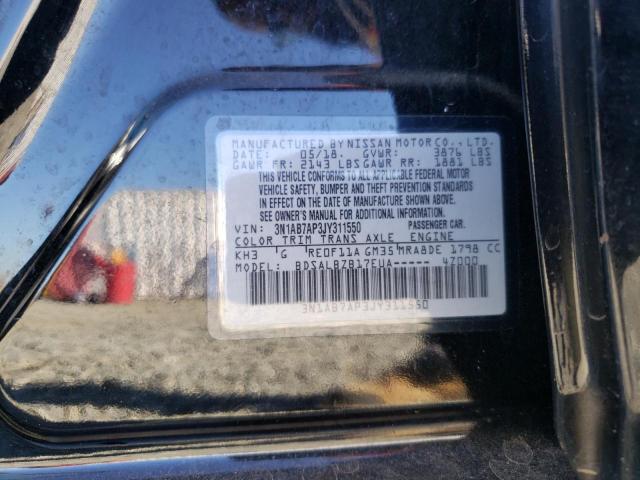 MANUFACTURED BY NISSAN MOTOR CO., LTD.
DATE: 05/18. GVWR: 3876 LBS
GAWR FR: 2143 LBS GAWR RR: 1881 LBS
THIS VEHICLE CONFORMS TO ALL APPLICABLE FEDERAL MOTOR
VEHICLE SAFETY, BUMPER AND THEFT PREVENTION STANDARDS
IN EFFECT ON THE DATE OF MANUFACTURE SHOWN ABOVE.
SEE OWNER'S MANUAL FOR ADDITIONAL INFORMATION.
VIN: 3N1AB7AP3JY311550 PASSENGER CAR.
COLOR TRIM TRANS AXLE ENGINE
KH3 G RE0F11A GM35 MRA8DE 1798 CC
MODEL: BDSALBZB17EUA----- 47000
3N1AB7AP3JY311550